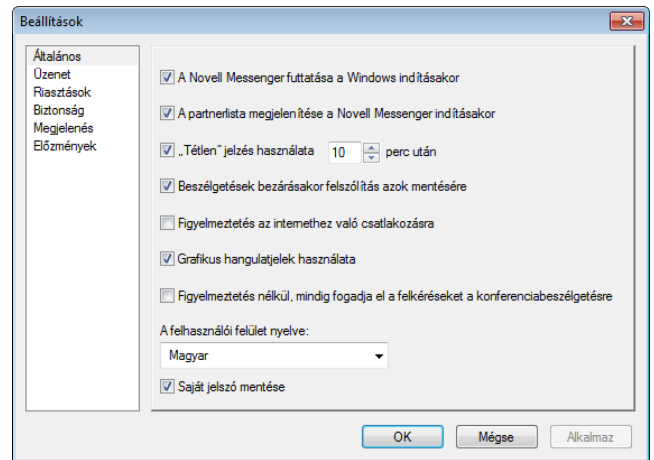 Beállítások
Általános
Üzenet
Riasztások
Biztonság
Megjelenés
Előzmények
A Novell Messenger futtatása a Windows indításakor
A partnerlista megjelenítése a Novell Messenger indításakor
„Tétlen” jelzés használata 10 perc után
Beszélgetések bezárásakor felszólítás azok mentésére
Figyelmeztetés az internethez való csatlakozásra
Grafikus hangulatjelek használata
Figyelmeztetés nélkül, mindig fogadja el a felkéréseket a konferenciabeszélgetésre
A felhasználói felület nyelve:
Magyar
Saját jelszó mentése
OK Mégse Alkalmaz